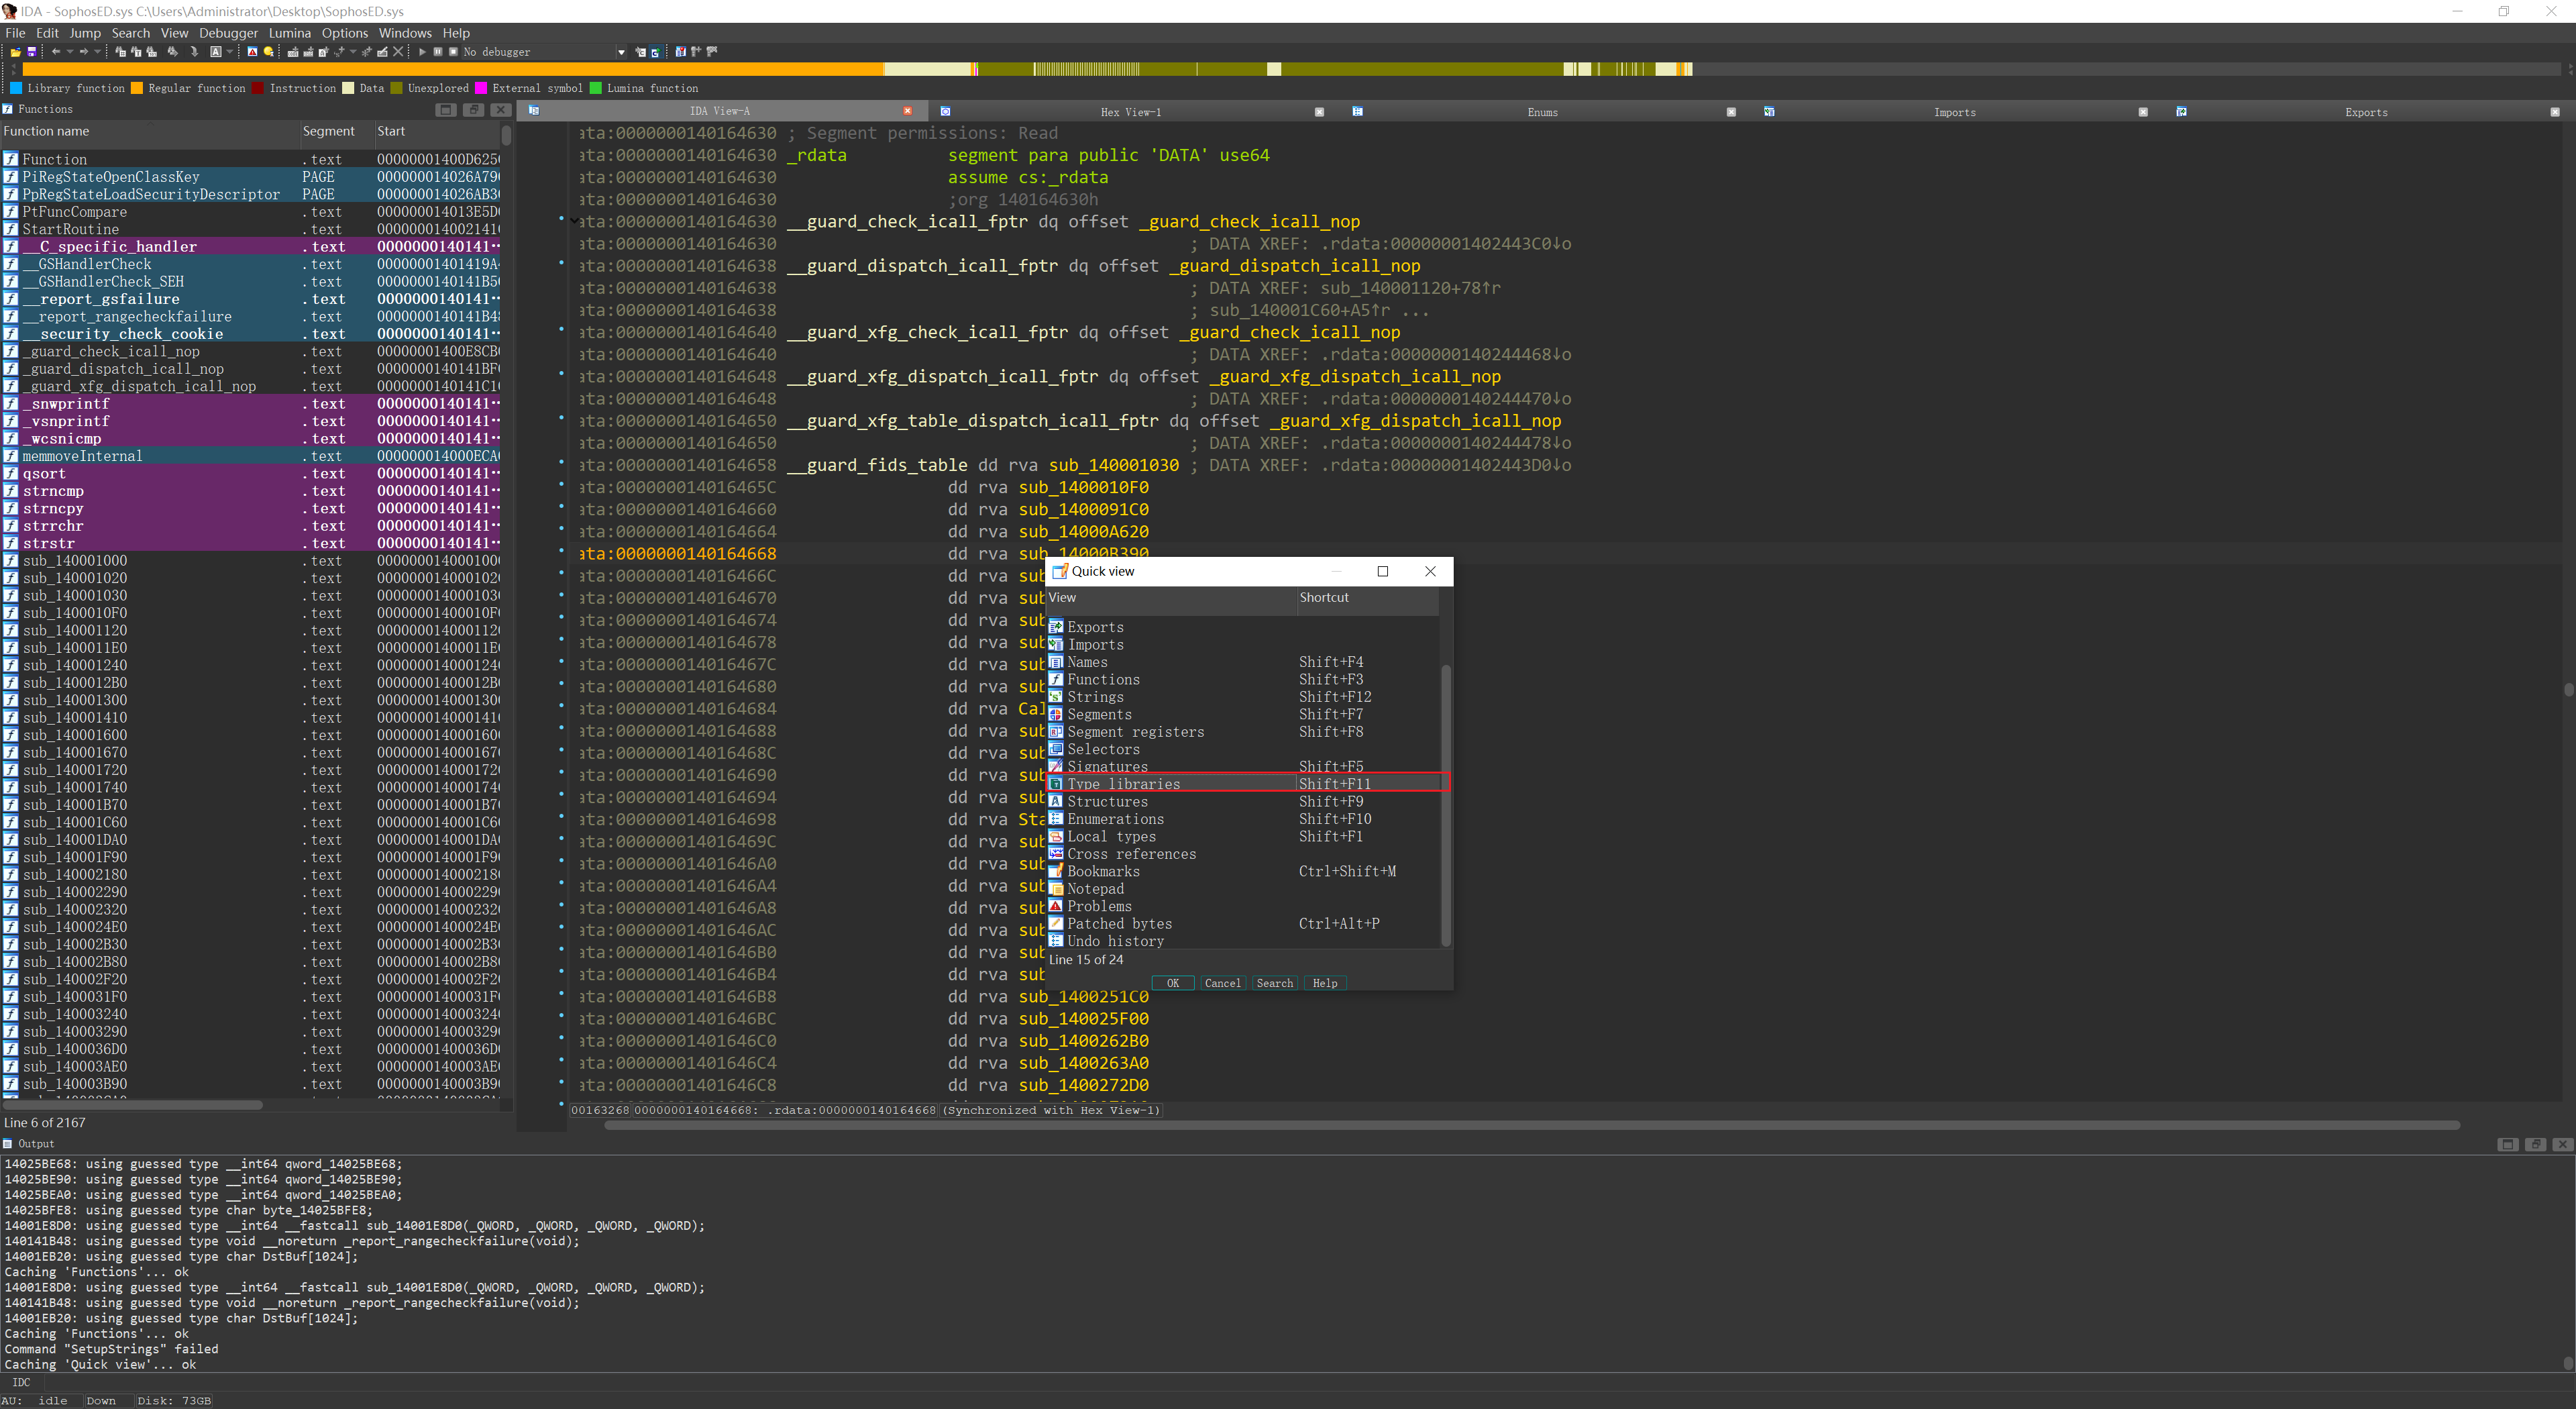 IDA - SophosED.sys C:\Users\Administrator\Desktop\SophosED.sys
File Edit Jump Search View Debugger Lumina Options Windows Help
No debugger
Library function Regular function Instruction Data Unexplored External symbol Lumina function
Functions
Function name Segment Start
Function .text 00000001400D625
PiRegStateOpenClassKey PAGE 000000014026A79
PpRegStateLoadSecurityDescriptor PAGE 000000014026AB3
PtFuncCompare .text 000000014013E5D
StartRoutine .text 000000014002141
__C_specific_handler .text 0000000140141···
__GSHandlerCheck .text 00000001401419A
__GSHandlerCheck_SEH .text 0000000140141B5
__report_gsfailure .text 0000000140141···
__report_rangecheckfailure .text 0000000140141B4
__security_check_cookie .text 0000000140141···
_guard_check_icall_nop .text 00000001400E8CB
_guard_dispatch_icall_nop .text 0000000140141BF
_guard_xfg_dispatch_icall_nop .text 0000000140141C1
_snwprintf .text 0000000140141···
_vsnprintf .text 0000000140141···
_wcsnicmp .text 0000000140141···
memmoveInternal .text 000000014000ECA
qsort .text 0000000140141···
strncmp .text 0000000140141···
strncpy .text 0000000140141···
strrchr .text 0000000140141···
strstr .text 0000000140141···
sub_140001000 .text 000000014000100
sub_140001020 .text 000000014000102
sub_140001030 .text 000000014000103
sub_1400010F0 .text 00000001400010F
sub_140001120 .text 000000014000112
sub_1400011E0 .text 00000001400011E
sub_140001240 .text 000000014000124
sub_1400012B0 .text 00000001400012B
sub_140001300 .text 000000014000130
sub_140001410 .text 000000014000141
sub_140001600 .text 000000014000160
sub_140001670 .text 000000014000167
sub_140001720 .text 000000014000172
sub_140001740 .text 000000014000174
sub_140001B70 .text 0000000140001B7
sub_140001C60 .text 0000000140001C6
sub_140001DA0 .text 0000000140001DA
sub_140001F90 .text 0000000140001F9
sub_140002180 .text 000000014000218
sub_140002290 .text 000000014000229
sub_140002320 .text 000000014000232
sub_1400024E0 .text 00000001400024E
sub_140002B30 .text 0000000140002B3
sub_140002B80 .text 0000000140002B8
sub_140002F20 .text 0000000140002F2
sub_1400031F0 .text 00000001400031F
sub_140003240 .text 000000014000324
sub_140003290 .text 000000014000329
sub_1400036D0 .text 00000001400036D
sub_140003AE0 .text 0000000140003AE
sub_140003B90 .text 0000000140003B9
Line 6 of 2167
IDA View-A Hex View-1 Enums Imports Exports
ata:0000000140164630 ; Segment permissions: Read
ata:0000000140164630 _rdata segment para public 'DATA' use64
ata:0000000140164630 assume cs:_rdata
ata:0000000140164630 ;org 140164630h
ata:0000000140164630 __guard_check_icall_fptr dq offset _guard_check_icall_nop
ata:0000000140164630 ; DATA XREF: .rdata:00000001402443C0↓o
ata:0000000140164638 __guard_dispatch_icall_fptr dq offset _guard_dispatch_icall_nop
ata:0000000140164638 ; DATA XREF: sub_140001120+78↑r
ata:0000000140164638 ; sub_140001C60+A5↑r ...
ata:0000000140164640 __guard_xfg_check_icall_fptr dq offset _guard_check_icall_nop
ata:0000000140164640 ; DATA XREF: .rdata:0000000140244468↓o
ata:0000000140164648 __guard_xfg_dispatch_icall_fptr dq offset _guard_xfg_dispatch_icall_nop
ata:0000000140164648 ; DATA XREF: .rdata:0000000140244470↓o
ata:0000000140164650 __guard_xfg_table_dispatch_icall_fptr dq offset _guard_xfg_dispatch_icall_nop
ata:0000000140164650 ; DATA XREF: .rdata:0000000140244478↓o
ata:0000000140164658 __guard_fids_table dd rva sub_140001030 ; DATA XREF: .rdata:00000001402443D0↓o
ata:000000014016465C dd rva sub_1400010F0
ata:0000000140164660 dd rva sub_1400091C0
ata:0000000140164664 dd rva sub_14000A620
ata:0000000140164668 dd rva sub_14000B390
ata:000000014016466C dd rva sub
ata:0000000140164670 dd rva sub
ata:0000000140164674 dd rva sub
ata:0000000140164678 dd rva sub
ata:000000014016467C dd rva sub
ata:0000000140164680 dd rva sub
ata:0000000140164684 dd rva Cal
ata:0000000140164688 dd rva sub
ata:000000014016468C dd rva sub
ata:0000000140164690 dd rva sub
ata:0000000140164694 dd rva sub
ata:0000000140164698 dd rva Sta
ata:000000014016469C dd rva sub
ata:00000001401646A0 dd rva sub
ata:00000001401646A4 dd rva sub
ata:00000001401646A8 dd rva sub
ata:00000001401646AC dd rva sub
ata:00000001401646B0 dd rva sub
ata:00000001401646B4 dd rva sub
ata:00000001401646B8 dd rva sub_1400251C0
ata:00000001401646BC dd rva sub_140025F00
ata:00000001401646C0 dd rva sub_1400262B0
ata:00000001401646C4 dd rva sub_1400263A0
ata:00000001401646C8 dd rva sub_1400272D0
00163268 0000000140164668: .rdata:0000000140164668 (Synchronized with Hex View-1)
Quick view
View Shortcut
Exports
Imports
Names Shift+F4
Functions Shift+F3
Strings Shift+F12
Segments Shift+F7
Segment registers Shift+F8
Selectors
Signatures Shift+F5
Type libraries Shift+F11
Structures Shift+F9
Enumerations Shift+F10
Local types Shift+F1
Cross references
Bookmarks Ctrl+Shift+M
Notepad
Problems
Patched bytes Ctrl+Alt+P
Undo history
Line 15 of 24
OK Cancel Search Help
Output
14025BE68: using guessed type __int64 qword_14025BE68;
14025BE90: using guessed type __int64 qword_14025BE90;
14025BEA0: using guessed type __int64 qword_14025BEA0;
14025BFE8: using guessed type char byte_14025BFE8;
14001E8D0: using guessed type __int64 __fastcall sub_14001E8D0(_QWORD, _QWORD, _QWORD, _QWORD);
140141B48: using guessed type void __noreturn _report_rangecheckfailure(void);
14001EB20: using guessed type char DstBuf[1024];
Caching 'Functions'... ok
14001E8D0: using guessed type __int64 __fastcall sub_14001E8D0(_QWORD, _QWORD, _QWORD, _QWORD);
140141B48: using guessed type void __noreturn _report_rangecheckfailure(void);
14001EB20: using guessed type char DstBuf[1024];
Caching 'Functions'... ok
Command "SetupStrings" failed
Caching 'Quick view'... ok
IDC
AU: idle Down Disk: 73GB